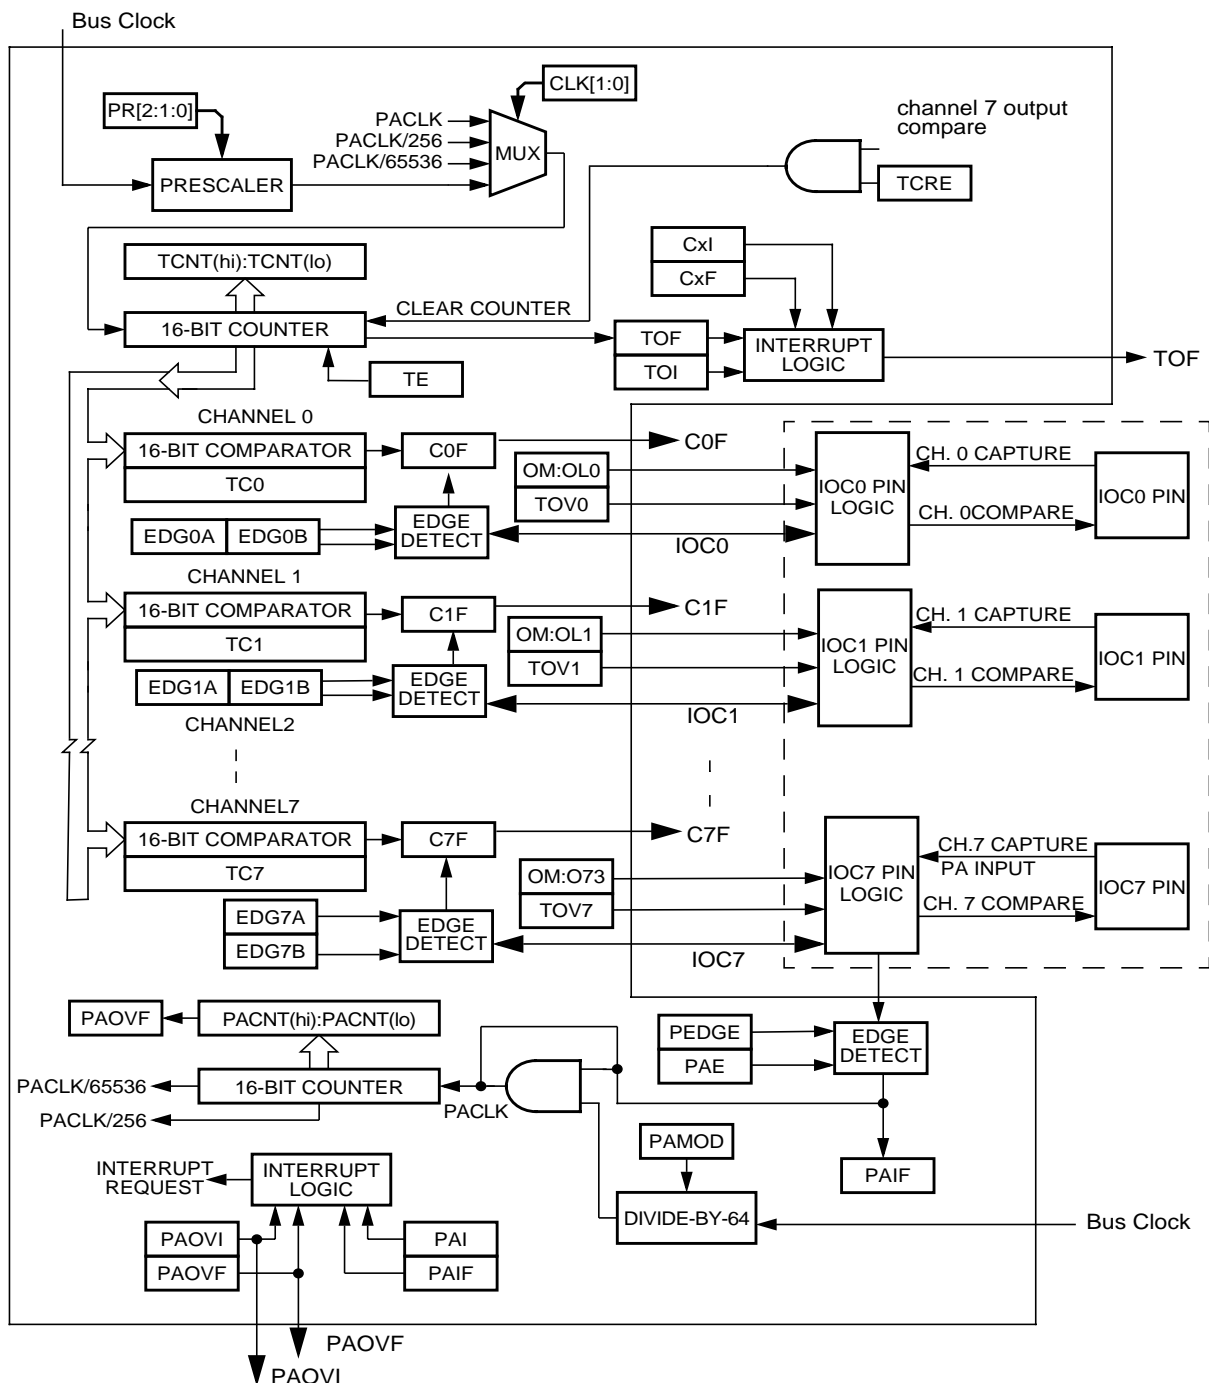 Bus Clock
CLK[1:0]
PR[2:1:0]
PACLK
PACLK/256
PACLK/65536
MUX
PRESCALER
channel 7 output
compare
TCRE
CxI
CxF
TCNT(hi):TCNT(lo)
CLEAR COUNTER
16-BIT COUNTER
TE
TOF
TOI
INTERRUPT
LOGIC
TOF
CHANNEL 0
16-BIT COMPARATOR
TC0
C0F
C0F
EDG0A
EDG0B
EDGE
DETECT
OM:OL0
TOV0
IOC0
IOC0 PIN
LOGIC
CH. 0 CAPTURE
CH. 0COMPARE
IOC0 PIN
CHANNEL 1
16-BIT COMPARATOR
TC1
C1F
C1F
EDG1A
EDG1B
EDGE
DETECT
OM:OL1
TOV1
IOC1
IOC1 PIN
LOGIC
CH. 1 CAPTURE
CH. 1 COMPARE
IOC1 PIN
CHANNEL2
CHANNEL7
16-BIT COMPARATOR
TC7
C7F
C7F
EDG7A
EDG7B
EDGE
DETECT
OM:O73
TOV7
IOC7
IOC7 PIN
LOGIC
CH.7 CAPTURE
PA INPUT
CH. 7 COMPARE
IOC7 PIN
PAOVF
PACNT(hi):PACNT(lo)
PACLK/65536
16-BIT COUNTER
PACLK/256
PACLK
PEDGE
PAE
EDGE
DETECT
PAMOD
PAIF
DIVIDE-BY-64
Bus Clock
INTERRUPT
REQUEST
INTERRUPT
LOGIC
PAOVI
PAOVF
PAI
PAIF
PAOVF
PAOVI